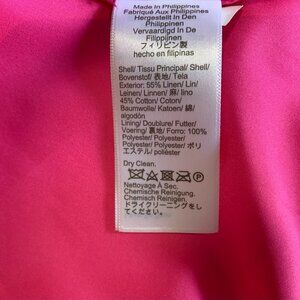 Made In Philippines
Fabriqué Aux Philippines
Hergestellt In Den
Philippinen
Vervaardigd In De
Filippijnen
フィリピン製
hecho en filipinas
Shell/ Tissu Principal/ Shell/
Bovenstof/ 表地/ Tela
Exterior: 55% Linen/ Lin/
Leinen/ Linnen/ 麻/ lino
45% Cotton/ Coton/
Baumwolle/ Katoen/ 綿/
algodón
Lining/ Doublure/ Futter/
Voering/ 裏地/ Forro: 100%
Polyester/ Polyester/
Polyester/ Polyester/ ポリ
エステル/ poliéster
Dry Clean.
Nettoyage À Sec.
Chemische Reinigung.
Chemisch Reinigen.
ドライクリーニングをし
てください。